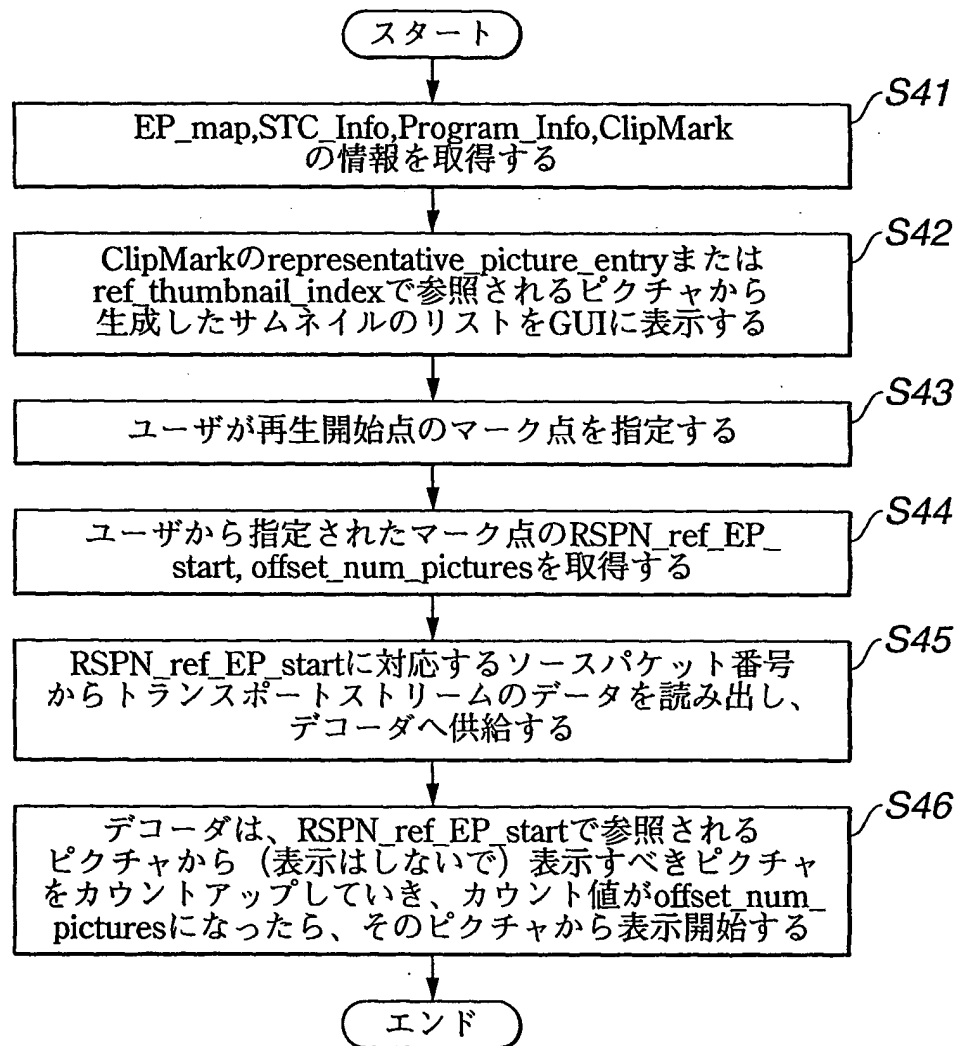 スタート
S41
EP_map,STC_Info,Program_Info,ClipMark
の情報を取得する
S42
ClipMarkのrepresentative_picture_entryまたは
ref_thumbnail_indexで参照されるピクチャから
生成したサムネイルのリストをGUIに表示する
S43
ユーザが再生開始点のマーク点を指定する
S44
ユーザから指定されたマーク点のRSPN_ref_EP_
start, offset_num_picturesを取得する
S45
RSPN_ref_EP_startに対応するソースパケット番号
からトランスポートストリームのデータを読み出し、
デコーダへ供給する
S46
デコーダは、RSPN_ref_EP_startで参照される
ピクチャから（表示はしないで）表示すべきピクチャ
をカウントアップしていき、カウント値がoffset_num_
picturesになったら、そのピクチャから表示開始する
エンド